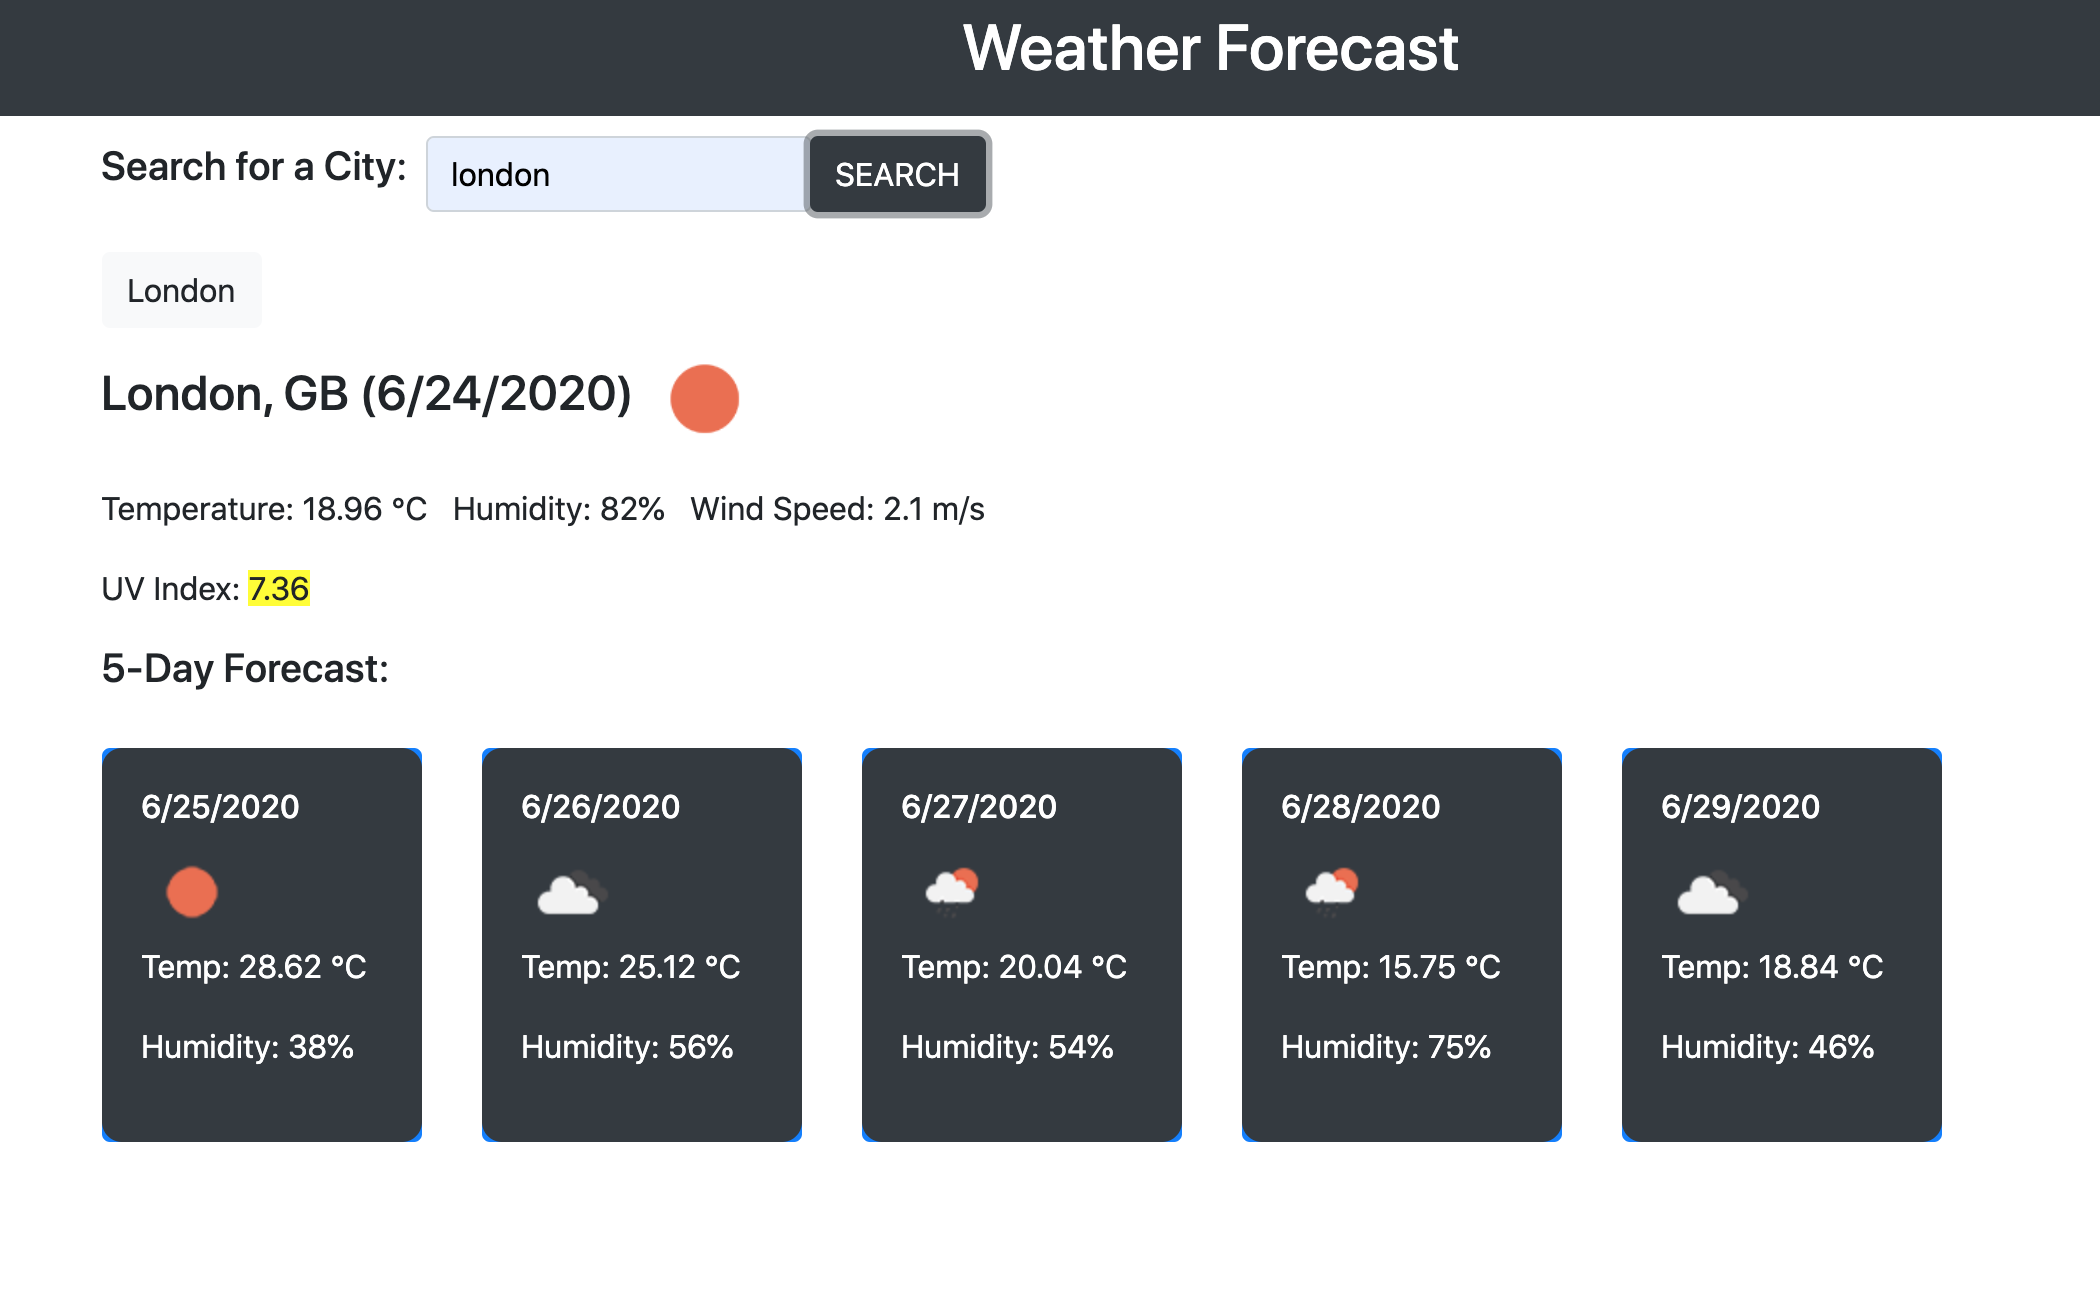 Weather Forecast
Search for a City: london SEARCH
London
London, GB (6/24/2020)
Temperature: 18.96 °C Humidity: 82% Wind Speed: 2.1 m/s
UV Index: 7.36
5-Day Forecast:
6/25/2020
Temp: 28.62 °C
Humidity: 38%
6/26/2020
Temp: 25.12 °C
Humidity: 56%
6/27/2020
Temp: 20.04 °C
Humidity: 54%
6/28/2020
Temp: 15.75 °C
Humidity: 75%
6/29/2020
Temp: 18.84 °C
Humidity: 46%